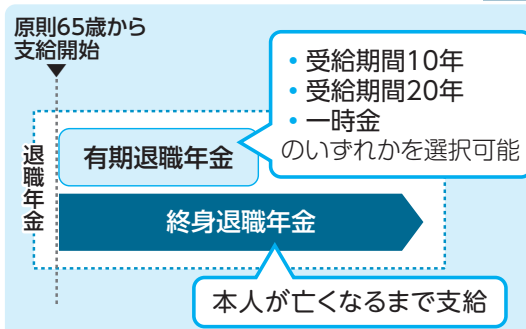 原則65歳から
支給開始
・受給期間10年
・受給期間20年
・一時金
のいずれかを選択可能
退職年金
有期退職年金
終身退職年金
本人が亡くなるまで支給